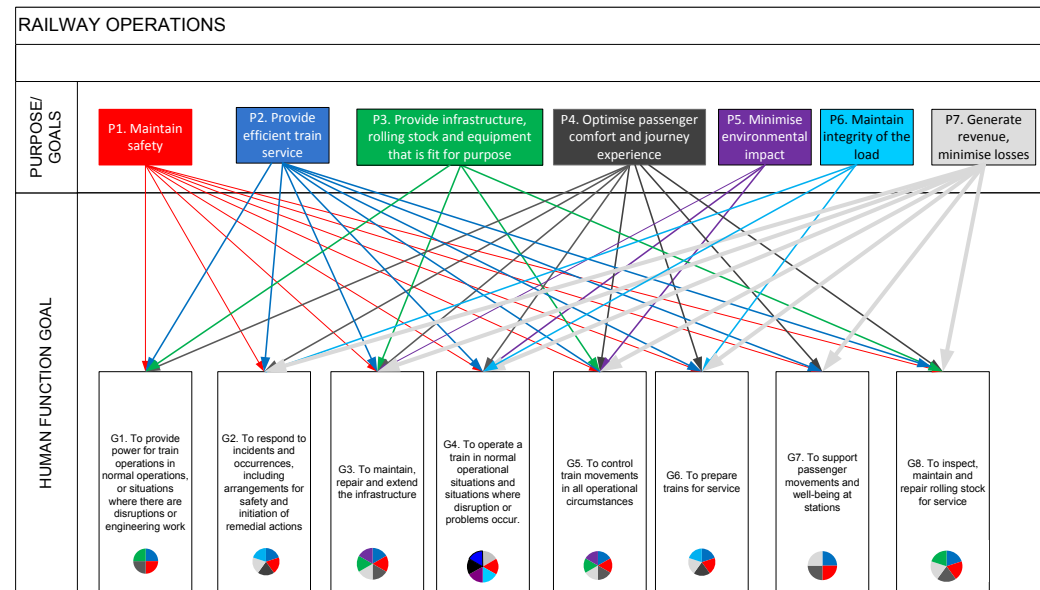 RAILWAY OPERATIONS
PURPOSE/
GOALS
P1. Maintain
safety
P2. Provide
efficient train
service
P3. Provide infrastructure,
rolling stock and equipment
that is fit for purpose
P4. Optimise passenger
comfort and journey
experience
P5. Minimise
environmental
impact
P6. Maintain
integrity of the
load
P7. Generate
revenue,
minimise losses
HUMAN FUNCTION GOAL
G1. To provide
power for train
operations in
normal operations,
or situations
where there are
disruptions or
engineering work
G2. To respond to
incidents and
occurrences,
including
arrangements for
safety and
initiation of
remedial actions
G3. To maintain,
repair and extend
the infrastructure
G4. To operate a
train in normal
operational
situations and
situations where
disruption or
problems occur.
G5. To control
train movements
in all operational
circumstances
G6. To prepare
trains for service
G7. To support
passenger
movements and
well-being at
stations
G8. To inspect,
maintain and
repair rolling stock
for service